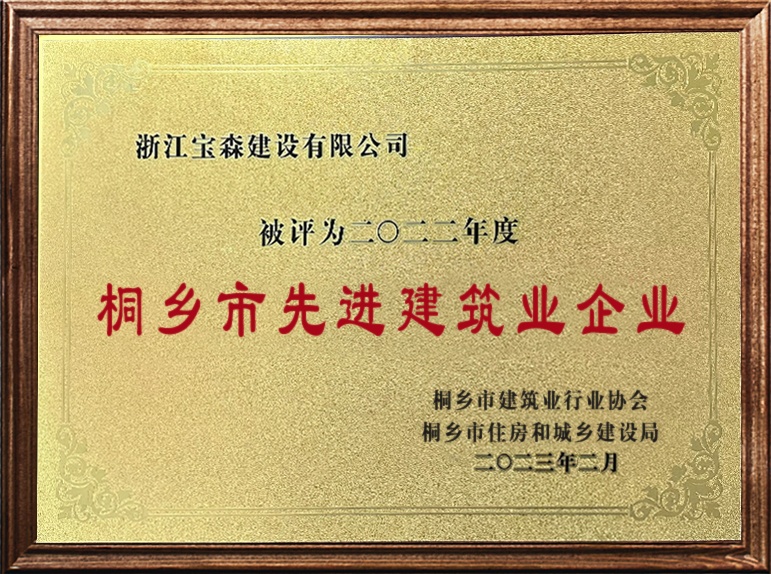 浙江宝森建设有限公司
被评为二〇二二年度
桐乡市先进建筑业企业
桐乡市建筑业行业协会
桐乡市住房和城乡建设局
二〇二三年二月